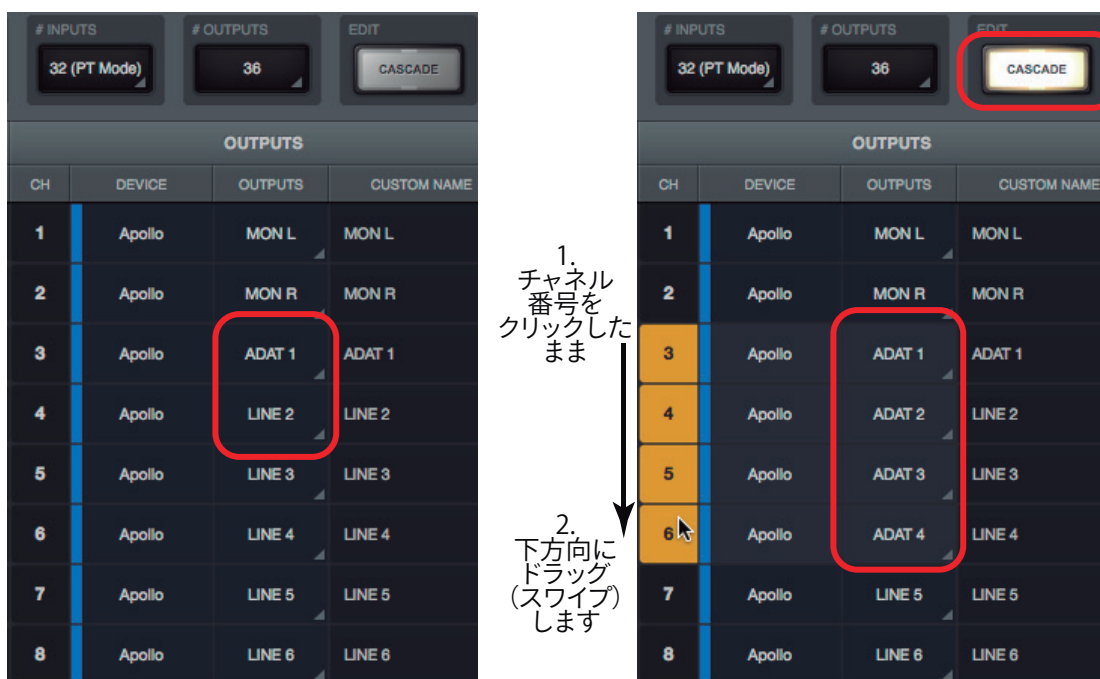 # INPUTS # OUTPUTS EDIT
32 (PT Mode) 36 CASCADE
OUTPUTS
CH DEVICE OUTPUTS CUSTOM NAME
1 Apollo MON L MON L
2 Apollo MON R MON R
3 Apollo ADAT 1 ADAT 1
4 Apollo LINE 2 LINE 2
5 Apollo LINE 3 LINE 3
6 Apollo LINE 4 LINE 4
7 Apollo LINE 5 LINE 5
8 Apollo LINE 6 LINE 6
1.
チャネル
番号を
クリックした
まま
2.
下方向に
ドラッグ
（スワイプ）
します
# INPUTS # OUTPUTS EDIT
32 (PT Mode) 36 CASCADE
OUTPUTS
CH DEVICE OUTPUTS CUSTOM NAME
1 Apollo MON L MON L
2 Apollo MON R MON R
3 Apollo ADAT 1 ADAT 1
4 Apollo ADAT 2 LINE 2
5 Apollo ADAT 3 LINE 3
6 Apollo ADAT 4 LINE 4
7 Apollo LINE 5 LINE 5
8 Apollo LINE 6 LINE 6